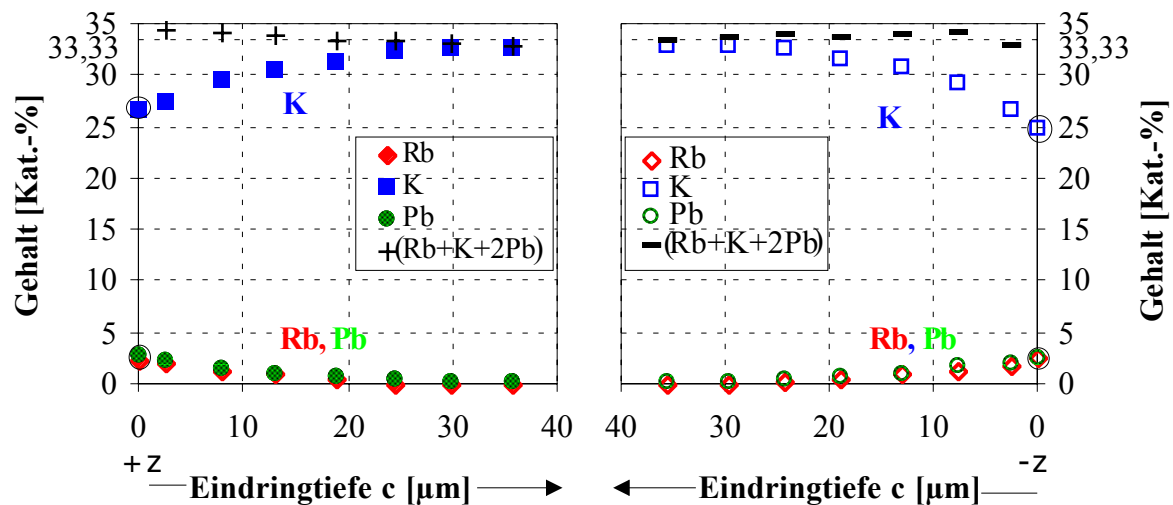 35
33,33
30
25
20
15
10
5
0
Gehalt [Kat.-%]
K
Rb
K
Pb
(Rb+K+2Pb)
Rb, Pb
0 10 20 30 40
+z
Eindringtiefe c [µm]
K
Rb
K
Pb
(Rb+K+2Pb)
Rb, Pb
40 30 20 10 0
-z
Eindringtiefe c [µm]
35
33,33
30
25
20
15
10
5
0
Gehalt [Kat.-%]